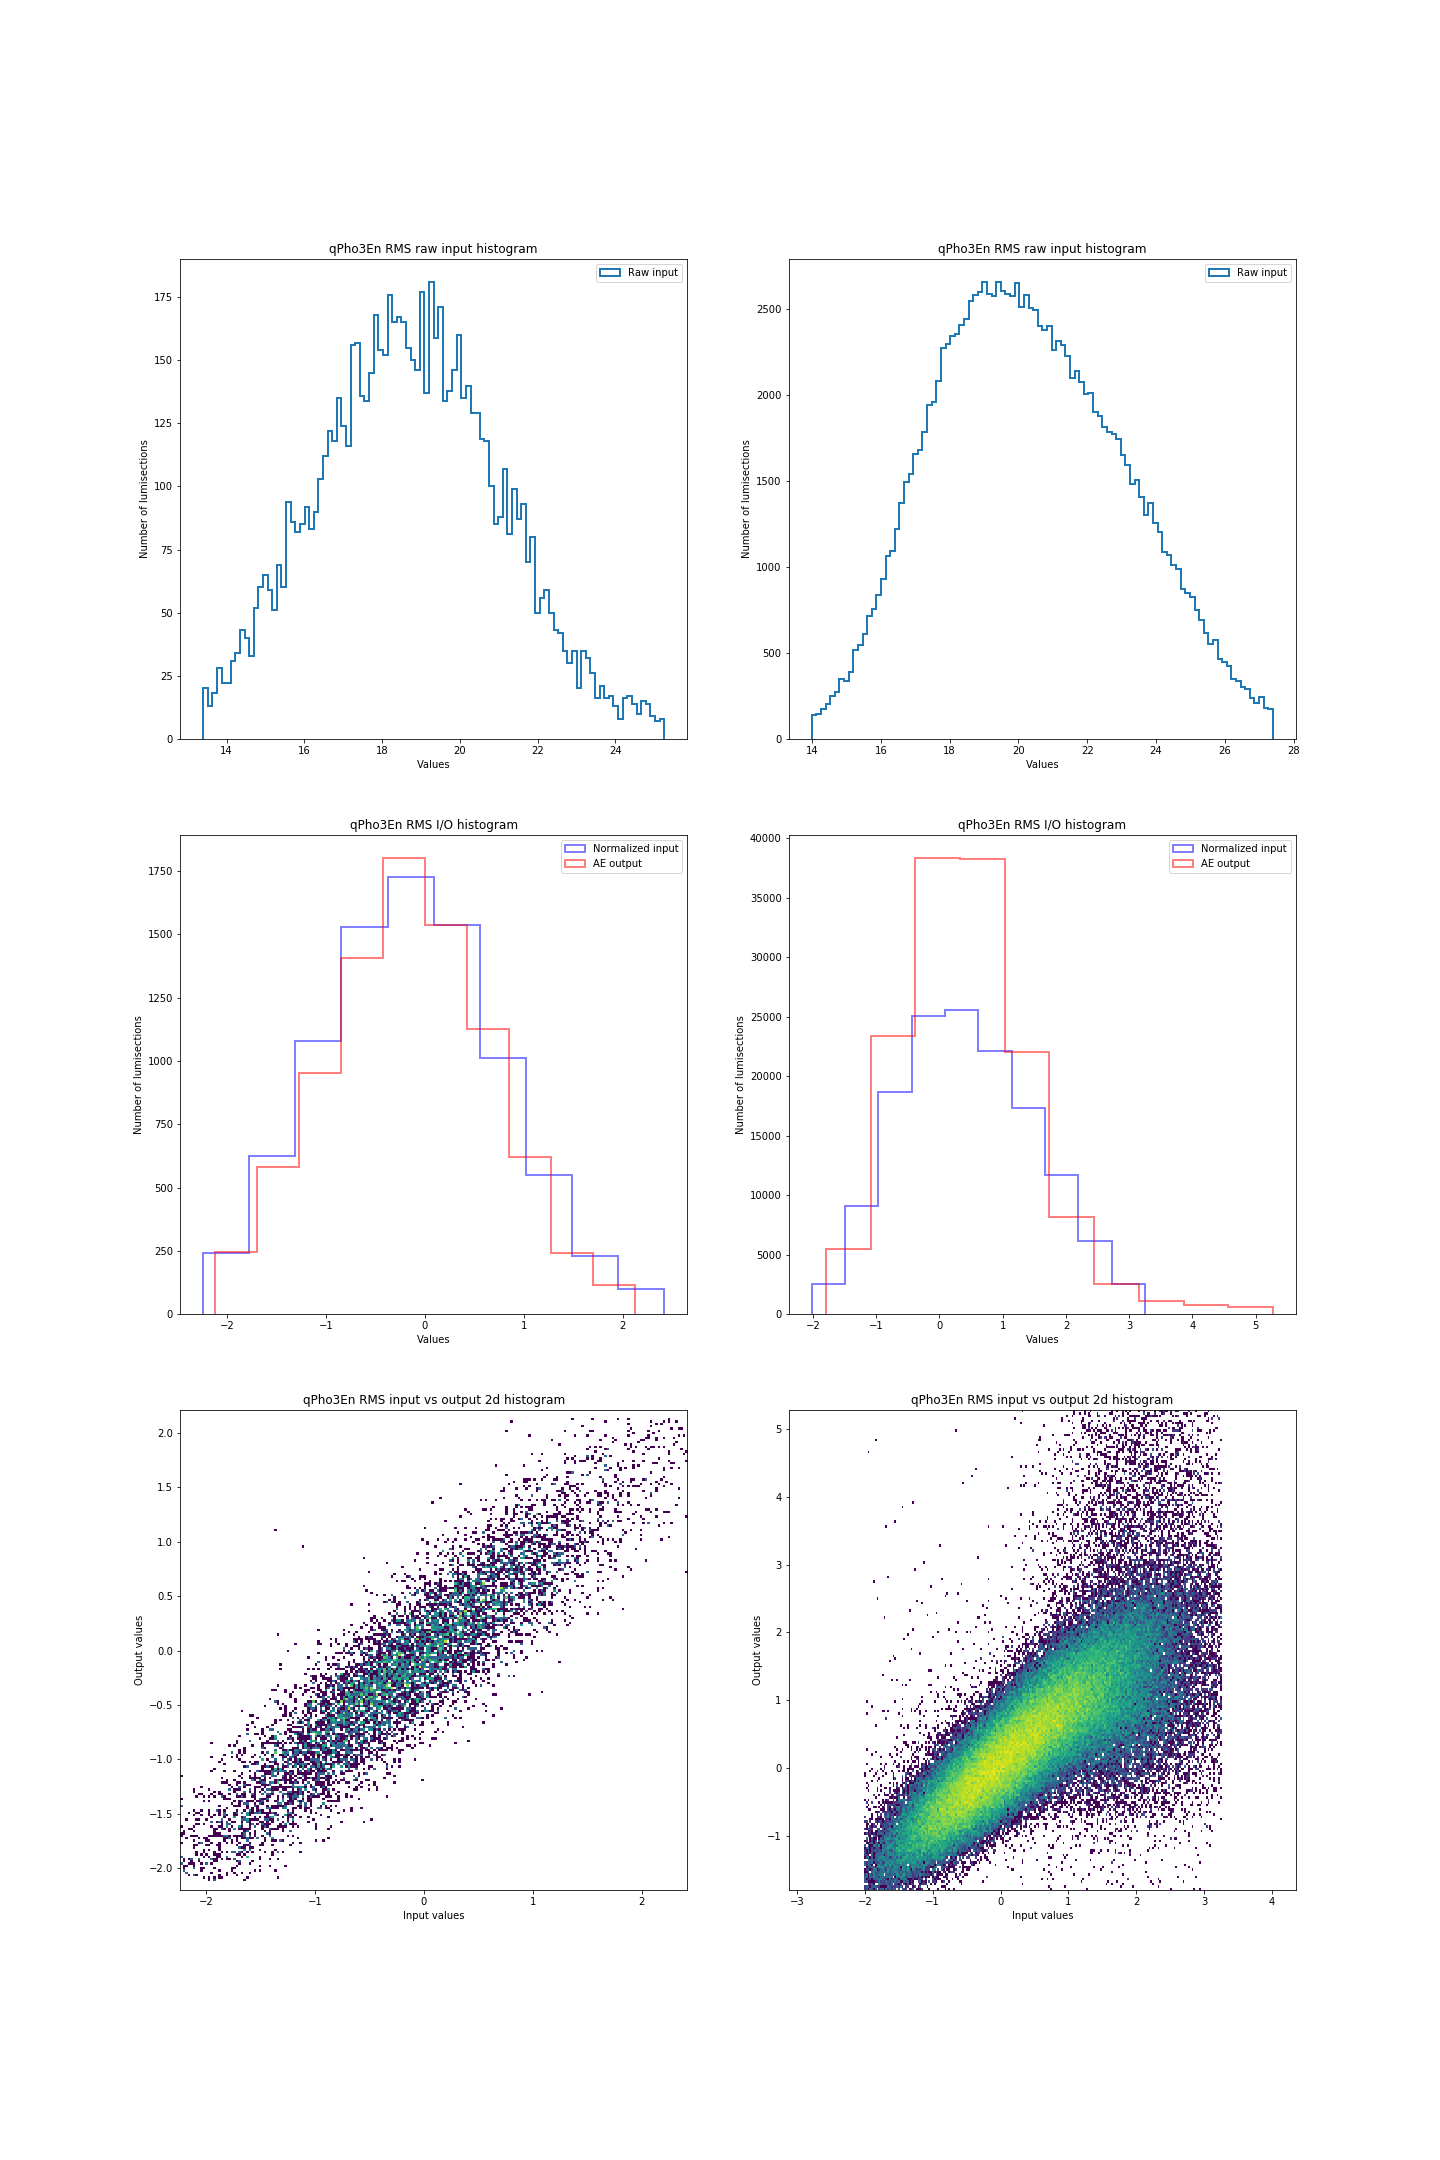 qPho3En RMS raw input histogram
Raw input
175
150
125
100
75
50
25
0
Number of lumisections
14 16 18 20 22 24
Values
qPho3En RMS raw input histogram
Raw input
2500
2000
1500
1000
500
0
Number of lumisections
14 16 18 20 22 24 26 28
Values
qPho3En RMS I/O histogram
Normalized input
AE output
1750
1500
1250
1000
750
500
250
0
Number of lumisections
−2 −1 0 1 2
Values
qPho3En RMS I/O histogram
Normalized input
AE output
40000
35000
30000
25000
20000
15000
10000
5000
0
Number of lumisections
−2 −1 0 1 2 3 4 5
Values
qPho3En RMS input vs output 2d histogram
2.0
1.5
1.0
0.5
0.0
−0.5
−1.0
−1.5
−2.0
Output values
−2 −1 0 1 2
Input values
qPho3En RMS input vs output 2d histogram
5
4
3
2
1
0
−1
Output values
−3 −2 −1 0 1 2 3 4
Input values